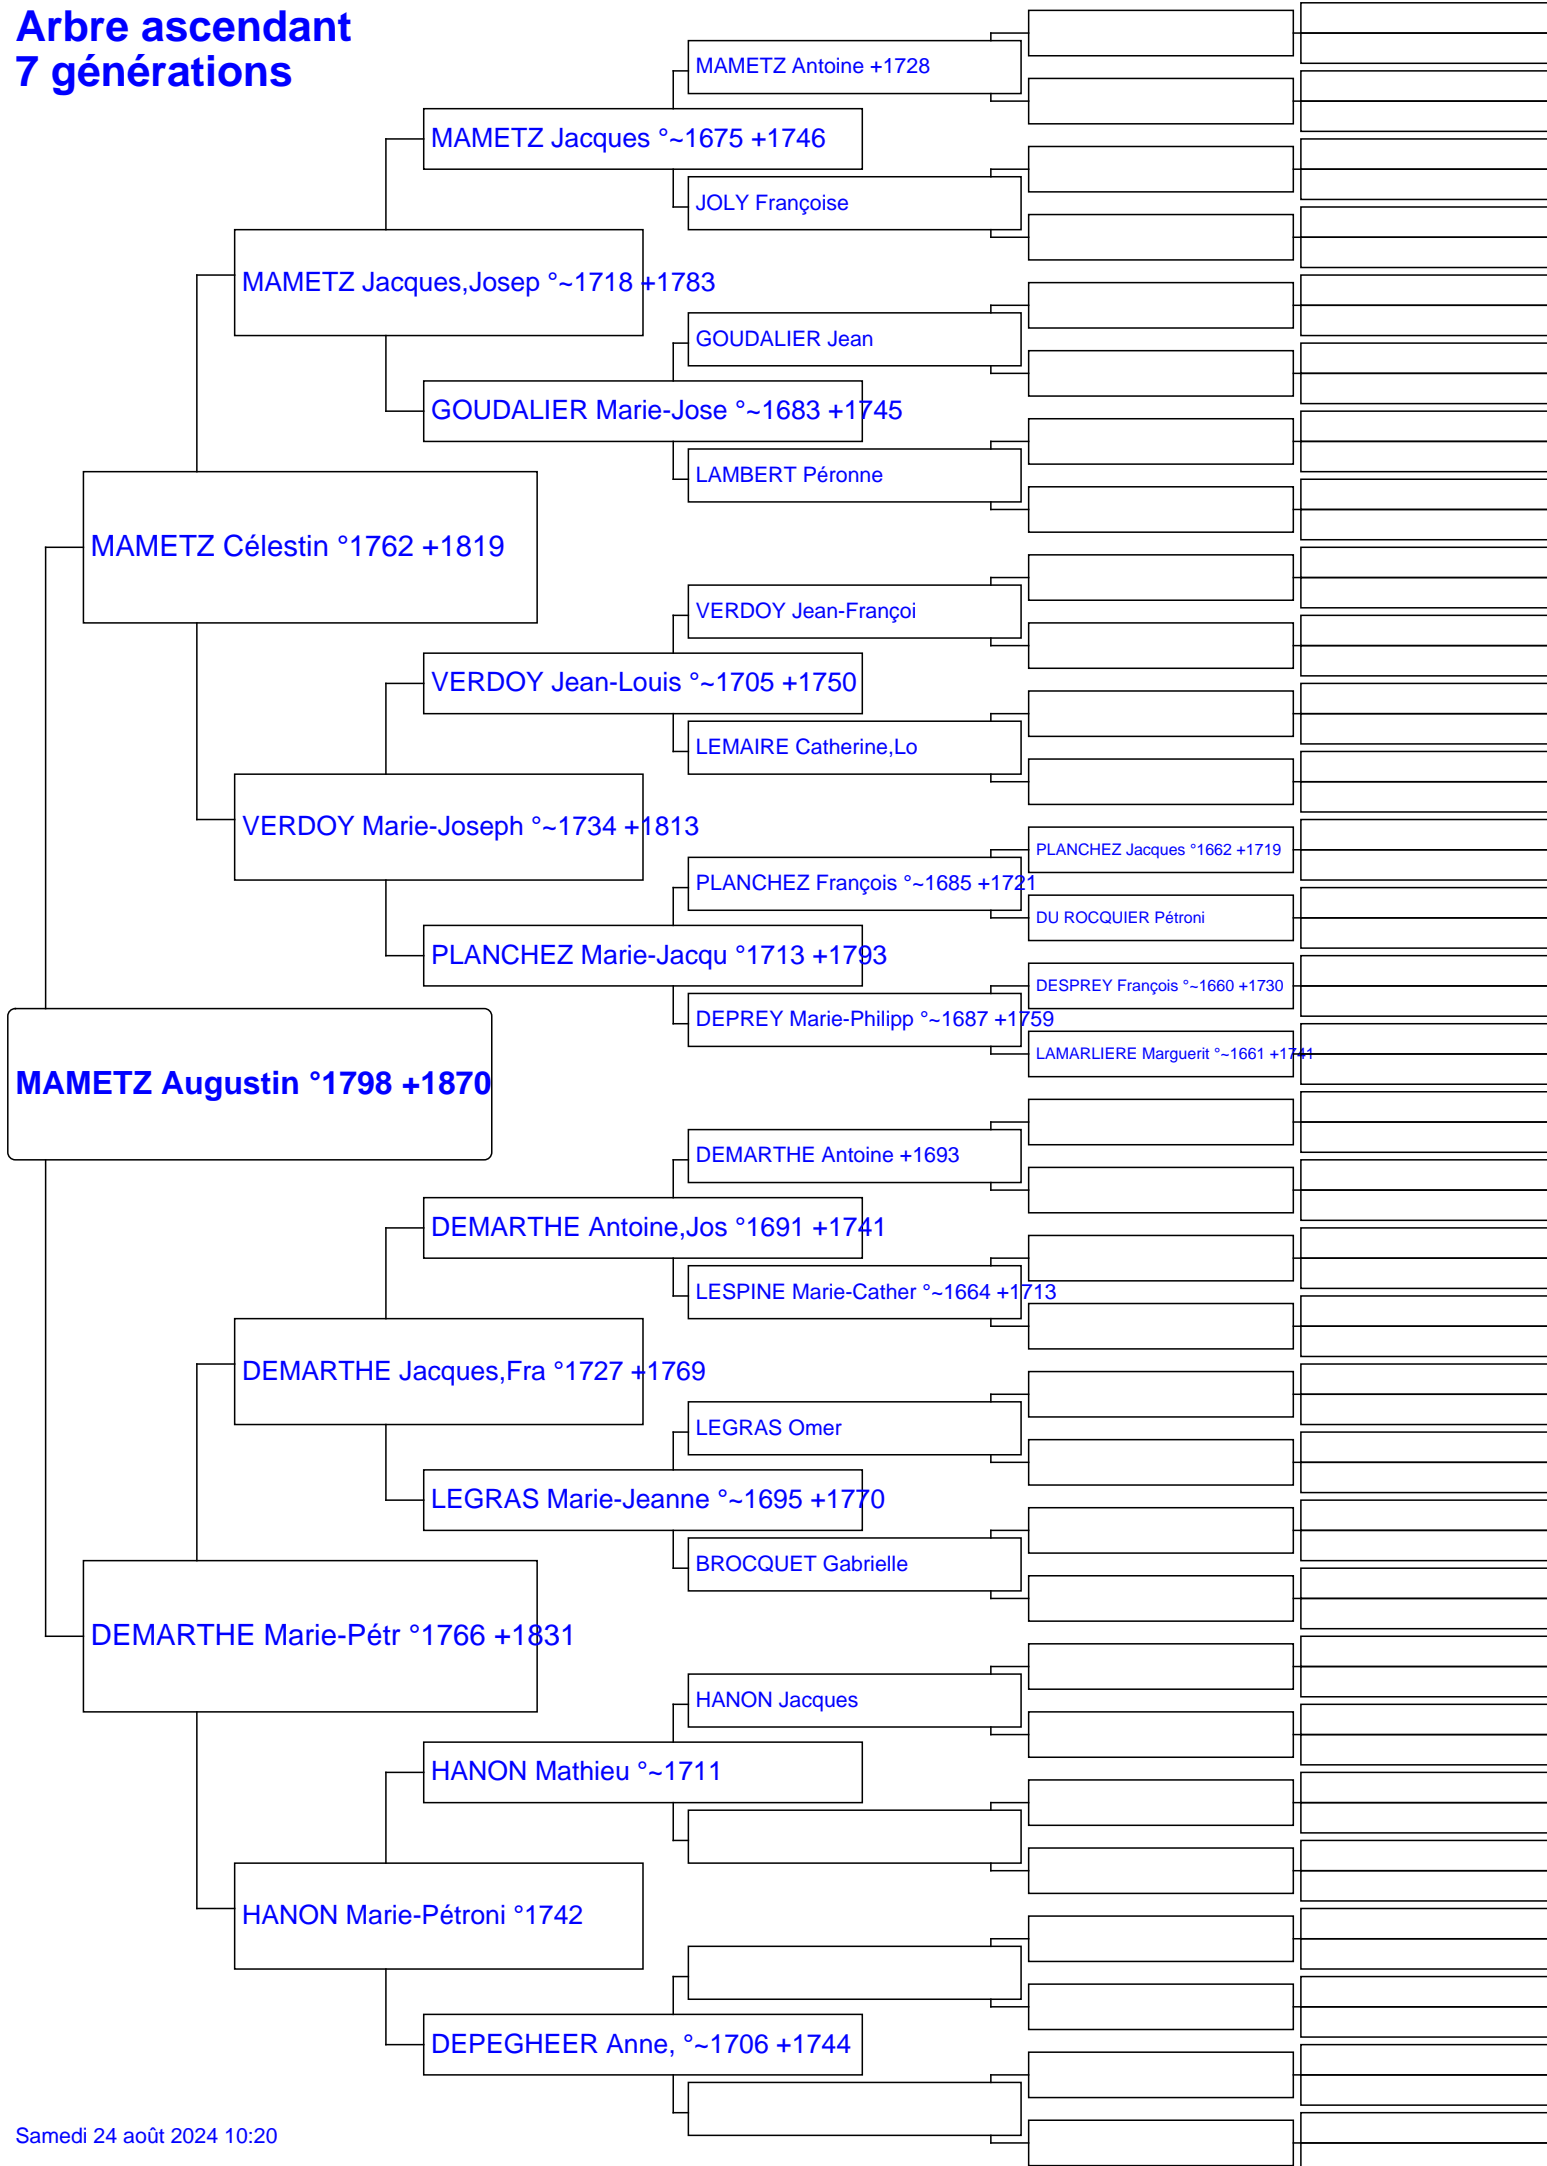 Arbre ascendant
7 générations
MAMETZ Antoine +1728
MAMETZ Jacques °~1675 +1746
JOLY Françoise
MAMETZ Jacques,Josep °~1718 +1783
GOUDALIER Jean
GOUDALIER Marie-Jose °~1683 +1745
LAMBERT Péronne
MAMETZ Célestin °1762 +1819
VERDOY Jean-Françoi
VERDOY Jean-Louis °~1705 +1750
LEMAIRE Catherine,Lo
VERDOY Marie-Joseph °~1734 +1813
PLANCHEZ Jacques °1662 +1719
PLANCHEZ François °~1685 +1721
DU ROCQUIER Pétroni
PLANCHEZ Marie-Jacqu °1713 +1793
DESPREY François °~1660 +1730
DEPREY Marie-Philipp °~1687 +1759
LAMARLIERE Marguerit °~1661 +1741
MAMETZ Augustin °1798 +1870
DEMARTHE Antoine +1693
DEMARTHE Antoine,Jos °1691 +1741
LESPINE Marie-Cather °~1664 +1713
DEMARTHE Jacques,Fra °1727 +1769
LEGRAS Omer
LEGRAS Marie-Jeanne °~1695 +1770
BROCQUET Gabrielle
DEMARTHE Marie-Pétr °1766 +1831
HANON Jacques
HANON Mathieu °~1711
HANON Marie-Pétroni °1742
DEPEGHEER Anne, °~1706 +1744
Samedi 24 août 2024 10:20